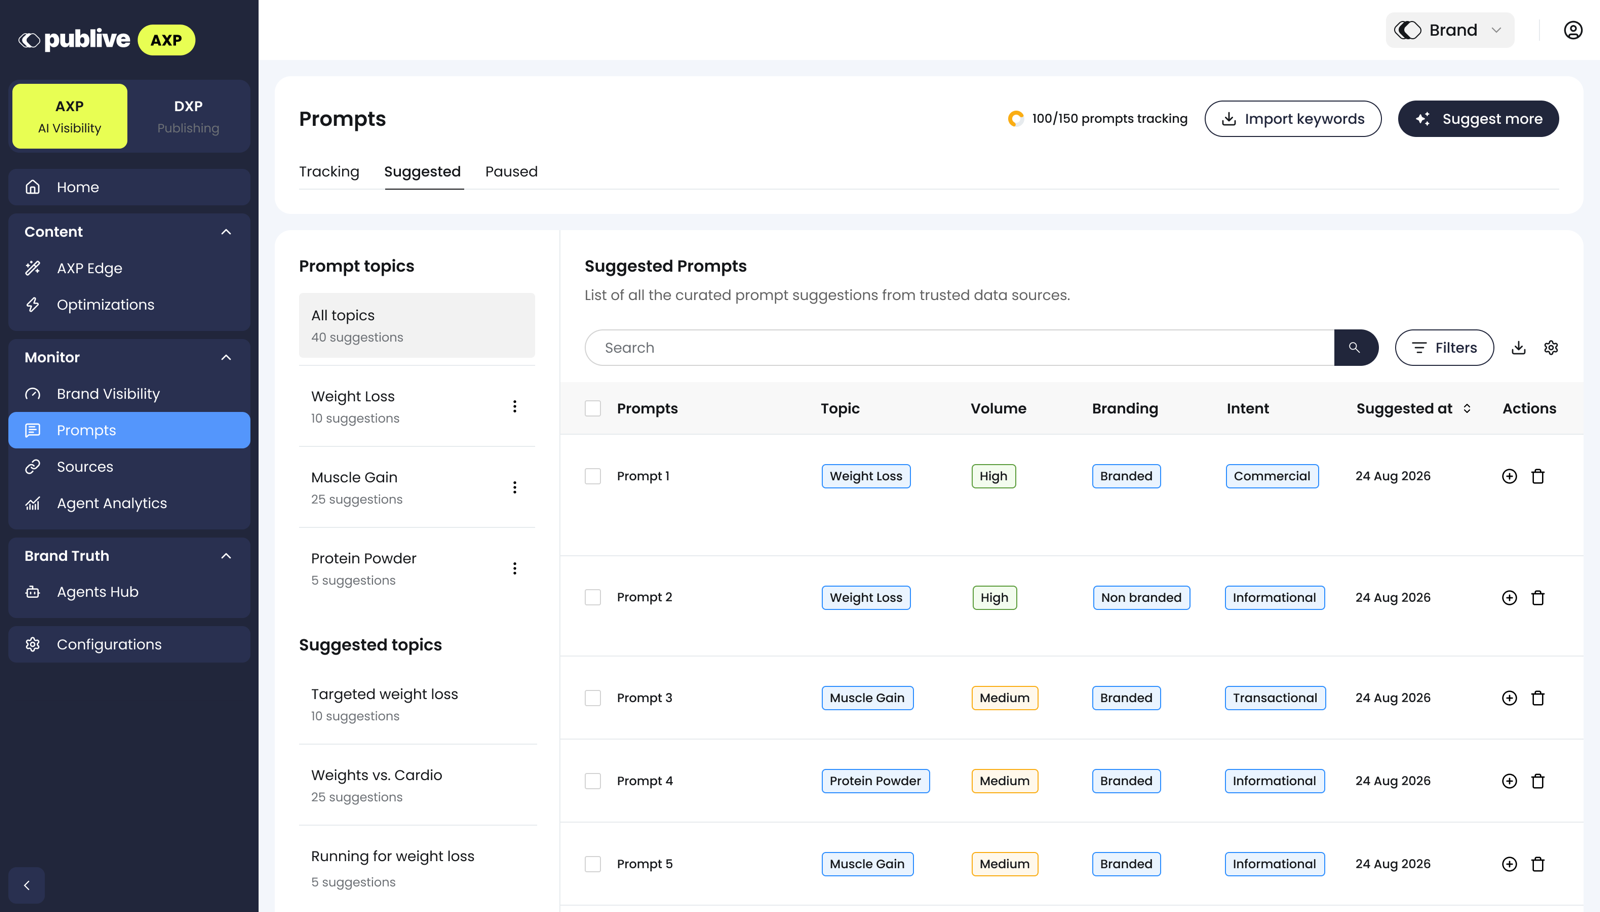 publive AXP
Brand
AXP
AI Visibility
DXP
Publishing
Home
Content
AXP Edge
Optimizations
Monitor
Brand Visibility
Prompts
Sources
Agent Analytics
Brand Truth
Agents Hub
Configurations
Prompts
100/150 prompts tracking
Import keywords
Suggest more
Tracking
Suggested
Paused
Prompt topics
All topics
40 suggestions
Weight Loss
10 suggestions
Muscle Gain
25 suggestions
Protein Powder
5 suggestions
Suggested topics
Targeted weight loss
10 suggestions
Weights vs. Cardio
25 suggestions
Running for weight loss
5 suggestions
Suggested Prompts
List of all the curated prompt suggestions from trusted data sources.
Search
Filters
Prompts Topic Volume Branding Intent Suggested at Actions
Prompt 1 Weight Loss High Branded Commercial 24 Aug 2026
Prompt 2 Weight Loss High Non branded Informational 24 Aug 2026
Prompt 3 Muscle Gain Medium Branded Transactional 24 Aug 2026
Prompt 4 Protein Powder Medium Branded Informational 24 Aug 2026
Prompt 5 Muscle Gain Medium Branded Informational 24 Aug 2026